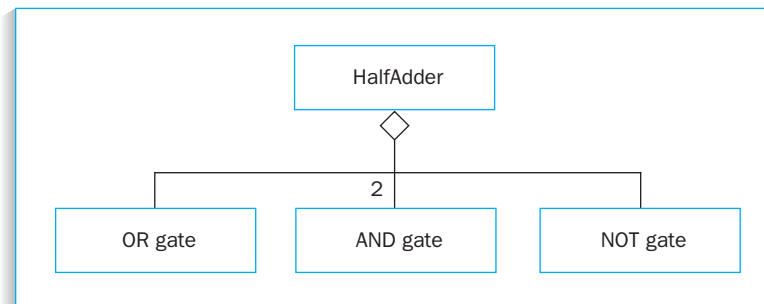 HalfAdder
2
OR gate
AND gate
NOT gate